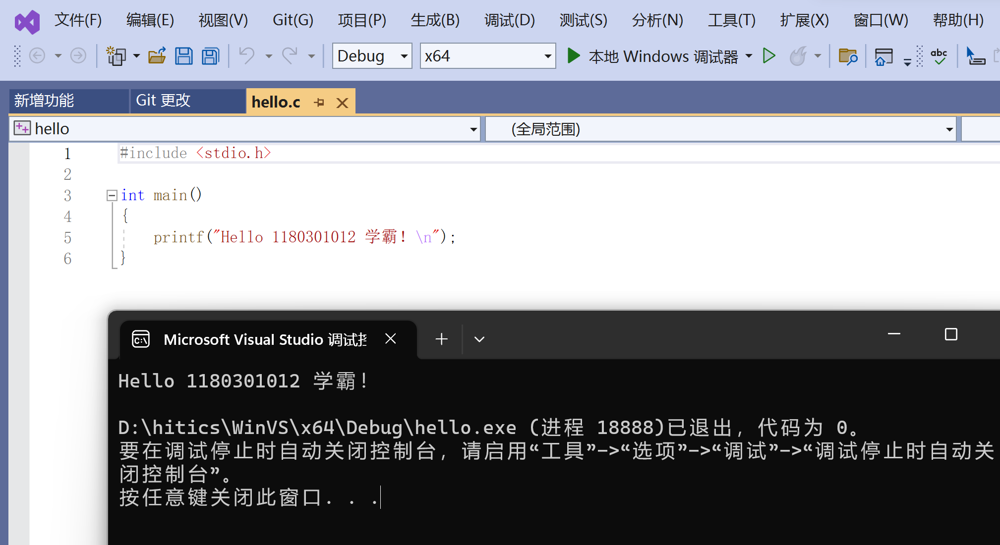 文件(F) 编辑(E) 视图(V) Git(G) 项目(P) 生成(B) 调试(D) 测试(S) 分析(N) 工具(T) 扩展(X) 窗口(W) 帮助(H)
Debug x64 本地 Windows 调试器 abc
新增功能 Git 更改 hello.c
hello (全局范围)
1 #include <stdio.h>
2
3 int main()
4 {
5 printf("Hello 1180301012 学霸！\n");
6 }
C:\ Microsoft Visual Studio 调试控
Hello 1180301012 学霸！
D:\hitics\WinVS\x64\Debug\hello.exe (进程 18888)已退出，代码为 0。
要在调试停止时自动关闭控制台，请启用“工具”->“选项”->“调试”->“调试停止时自动关
闭控制台”。
按任意键关闭此窗口. . .